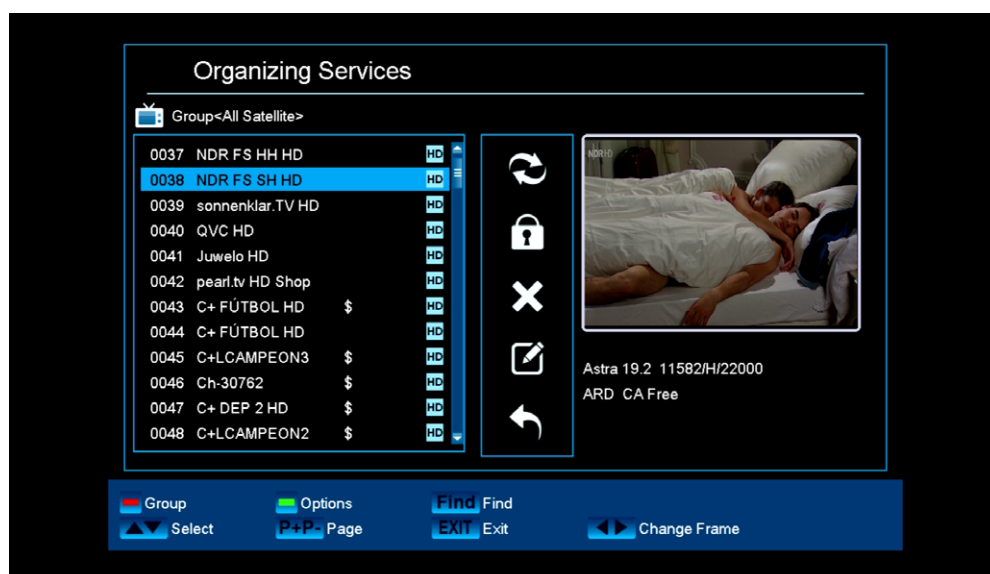 Organizing Services
Group<All Satellite>
0037 NDR FS HH HD HD
0038 NDR FS SH HD HD
0039 sonnenklar.TV HD HD
0040 QVC HD HD
0041 Juwelo HD HD
0042 pearl.tv HD Shop HD
0043 C+ FÚTBOL HD $ HD
0044 C+ FÚTBOL HD HD
0045 C+LCAMPEON3 $ HD
0046 Ch-30762 $ HD
0047 C+ DEP 2 HD $ HD
0048 C+LCAMPEON2 $ HD
NDR HD
Astra 19.2 11582/H/22000
ARD CA Free
Group Options Find Find
Select P+P- Page EXIT Exit Change Frame